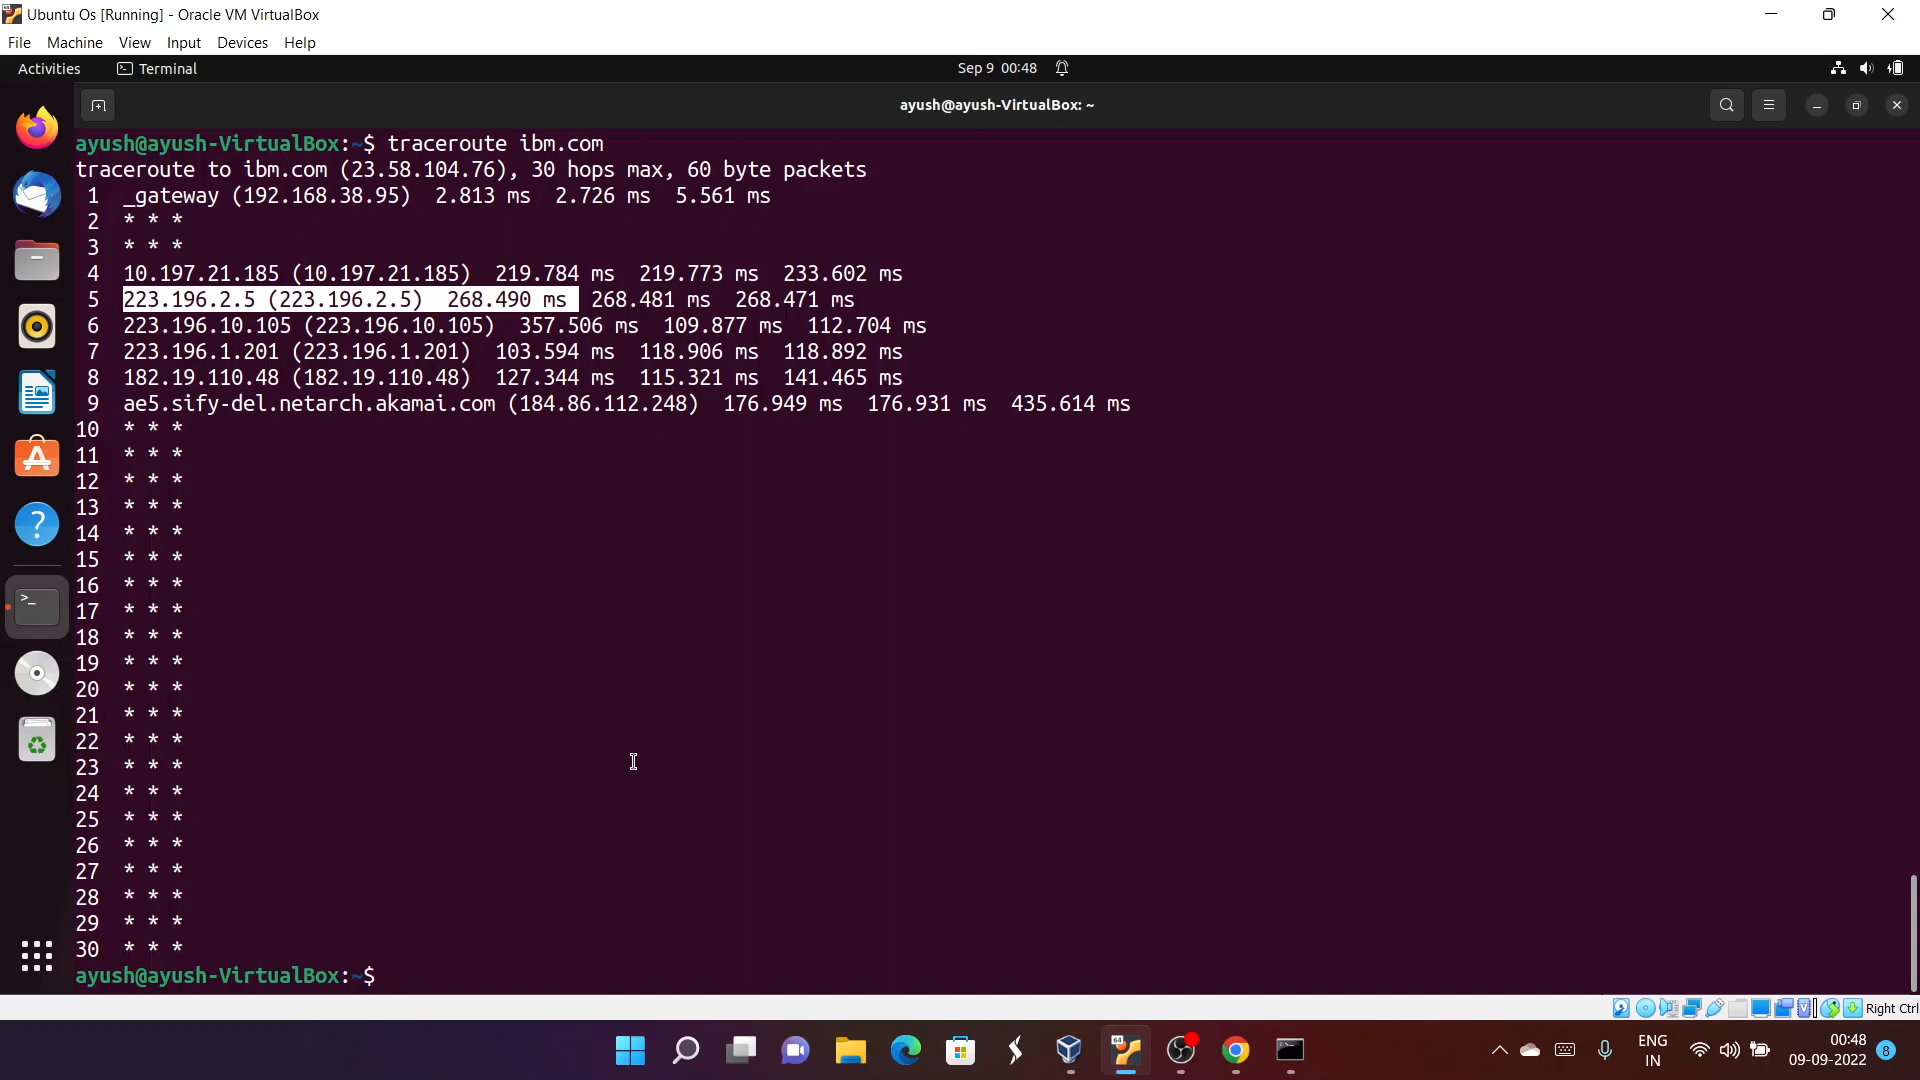 Ubuntu Os [Running] - Oracle VM VirtualBox
File Machine View Input Devices Help
Activities Terminal Sep 9 00:48
ayush@ayush-VirtualBox: ~
ayush@ayush-VirtualBox:~$ traceroute ibm.com
traceroute to ibm.com (23.58.104.76), 30 hops max, 60 byte packets
1 _gateway (192.168.38.95) 2.813 ms 2.726 ms 5.561 ms
2 * * *
3 * * *
4 10.197.21.185 (10.197.21.185) 219.784 ms 219.773 ms 233.602 ms
5 223.196.2.5 (223.196.2.5) 268.490 ms 268.481 ms 268.471 ms
6 223.196.10.105 (223.196.10.105) 357.506 ms 109.877 ms 112.704 ms
7 223.196.1.201 (223.196.1.201) 103.594 ms 118.906 ms 118.892 ms
8 182.19.110.48 (182.19.110.48) 127.344 ms 115.321 ms 141.465 ms
9 ae5.sify-del.netarch.akamai.com (184.86.112.248) 176.949 ms 176.931 ms 435.614 ms
10 * * *
11 * * *
12 * * *
13 * * *
14 * * *
15 * * *
16 * * *
17 * * *
18 * * *
19 * * *
20 * * *
21 * * *
22 * * *
23 * * *
24 * * *
25 * * *
26 * * *
27 * * *
28 * * *
29 * * *
30 * * *
ayush@ayush-VirtualBox:~$
Right Ctrl
ENG
IN
00:48
09-09-2022
8